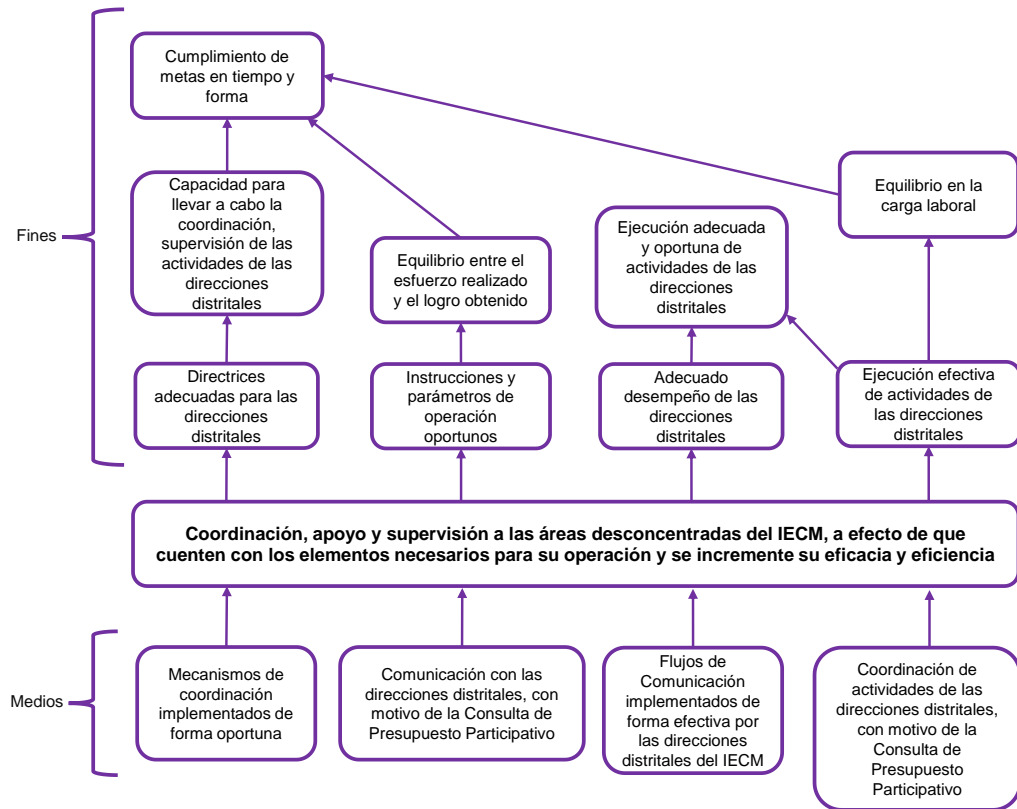 Cumplimiento de
metas en tiempo y
forma
Capacidad para
llevar a cabo la
coordinación,
supervisión de las
actividades de las
direcciones
distritales
Equilibrio en la
carga laboral
Fines
Equilibrio entre el
esfuerzo realizado
y el logro obtenido
Ejecución adecuada
y oportuna de
actividades de las
direcciones
distritales
Directrices
adecuadas para las
direcciones
distritales
Instrucciones y
parámetros de
operación
oportunos
Adecuado
desempeño de las
direcciones
distritales
Ejecución efectiva
de actividades de
las direcciones
distritales
Coordinación, apoyo y supervisión a las áreas desconcentradas del IECM, a efecto de que
cuenten con los elementos necesarios para su operación y se incremente su eficacia y eficiencia
Medios
Mecanismos de
coordinación
implementados de
forma oportuna
Comunicación con las
direcciones distritales, con
motivo de la Consulta de
Presupuesto Participativo
Flujos de
Comunicación
implementados de
forma efectiva por
las direcciones
distritales del IECM
Coordinación de
actividades de las
direcciones distritales,
con motivo de la
Consulta de
Presupuesto
Participativo